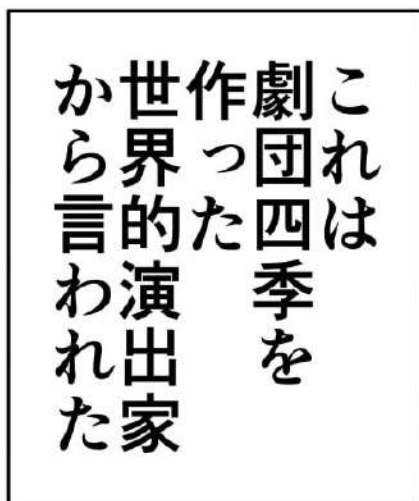 これは
劇団四季を
作った
世界的演出家
から言われた